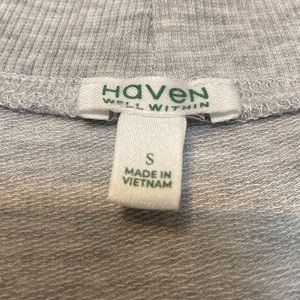 HaveN
WELL WITHIN
S
MADE IN
VIETNAM